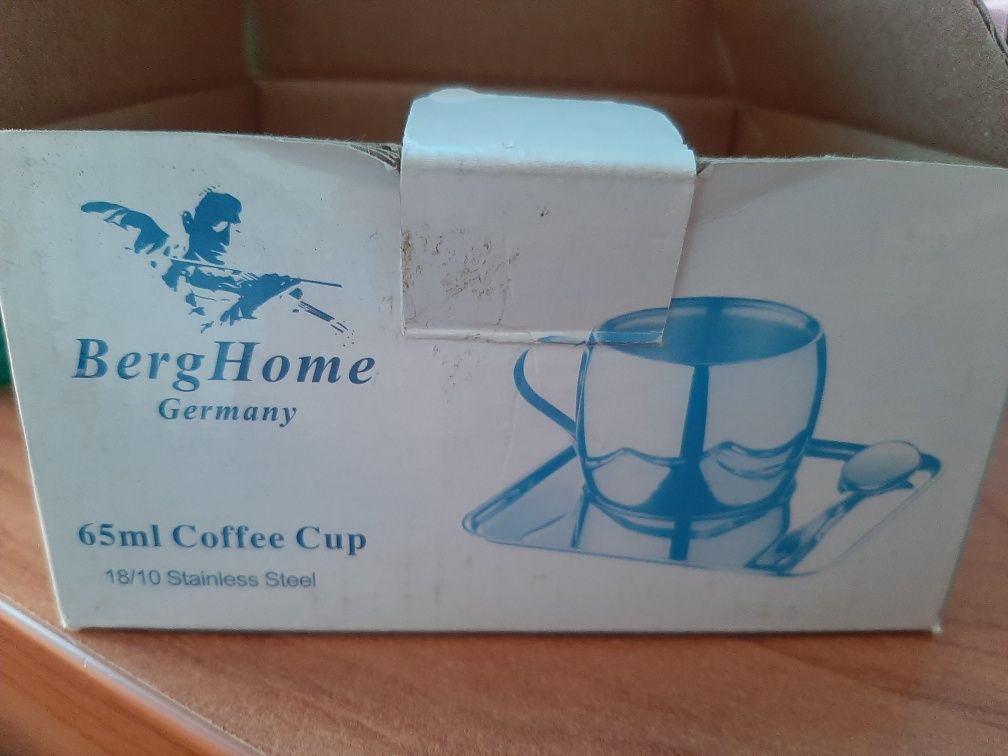 BergHome
Germany
65ml Coffee Cup
18/10 Stainless Steel